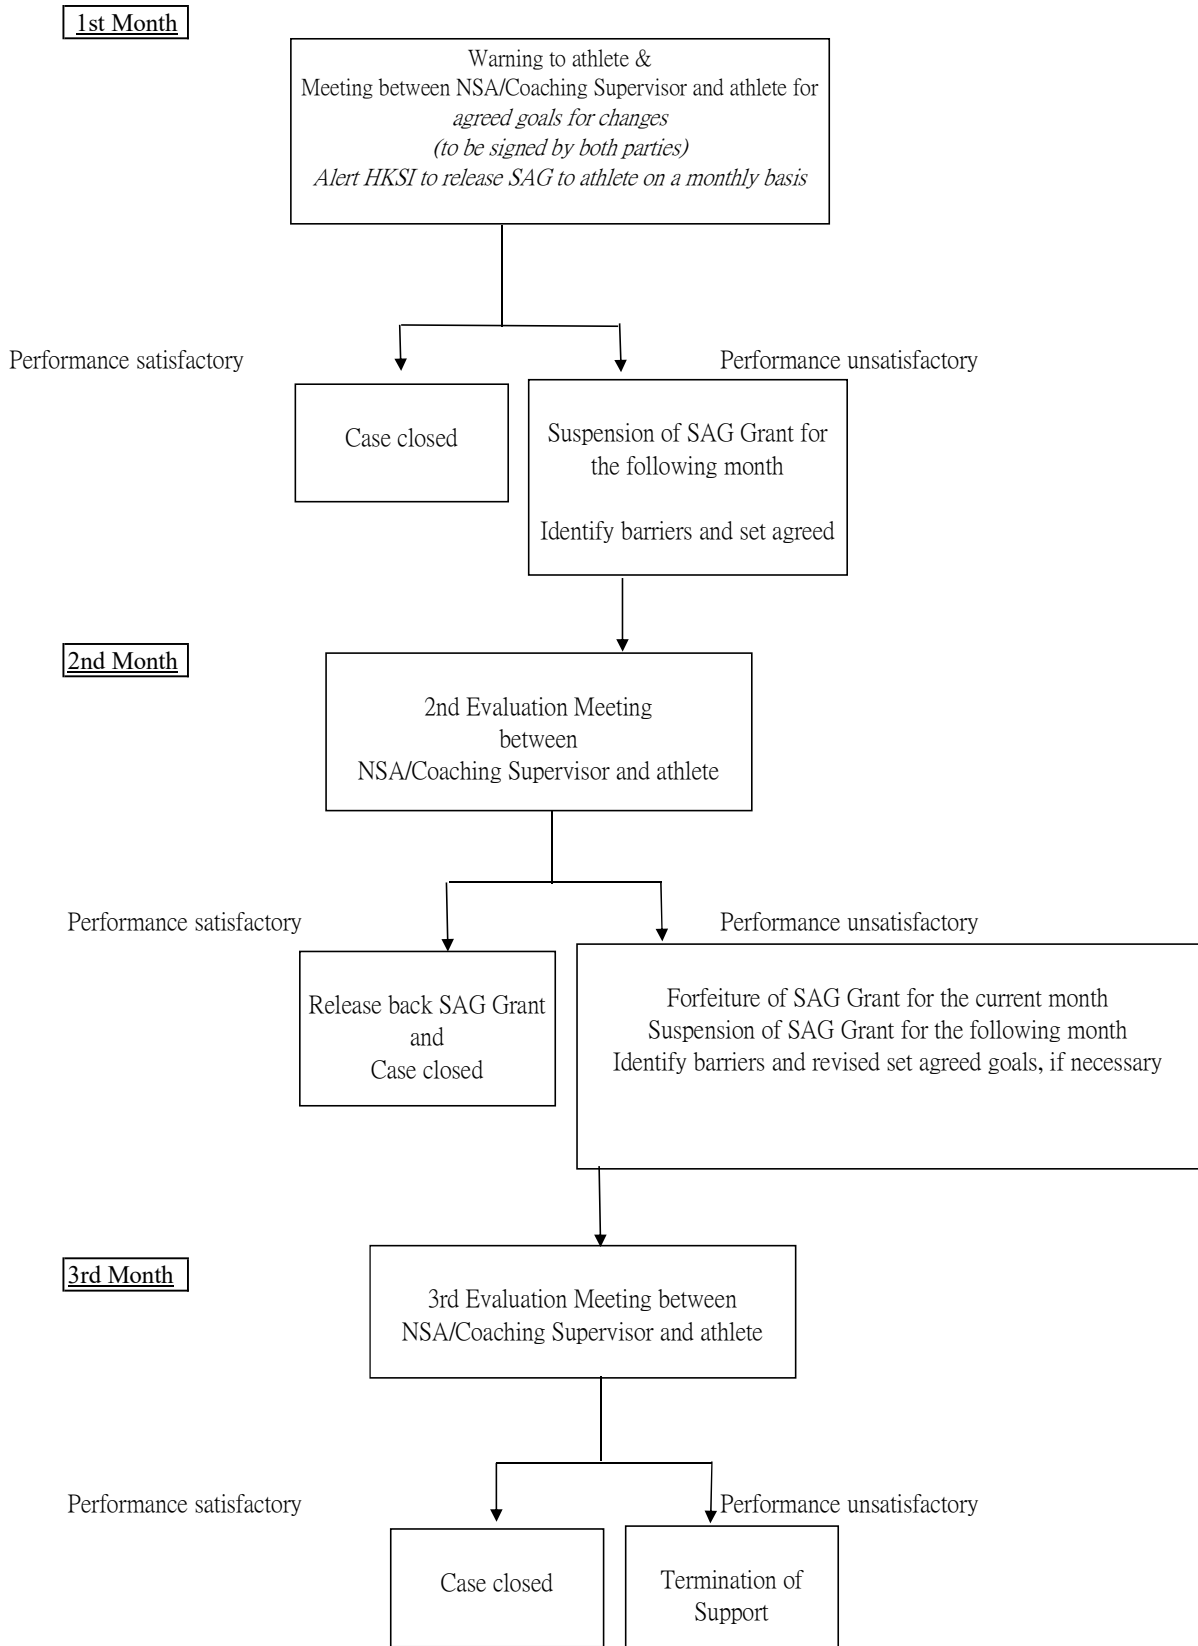 1st Month
Warning to athlete &
Meeting between NSA/Coaching Supervisor and athlete for
agreed goals for changes
(to be signed by both parties)
Alert HKSI to release SAG to athlete on a monthly basis
Performance satisfactory
Performance unsatisfactory
Case closed
Suspension of SAG Grant for
the following month
Identify barriers and set agreed
2nd Month
2nd Evaluation Meeting
between
NSA/Coaching Supervisor and athlete
Performance satisfactory
Performance unsatisfactory
Release back SAG Grant
and
Case closed
Forfeiture of SAG Grant for the current month
Suspension of SAG Grant for the following month
Identify barriers and revised set agreed goals, if necessary
3rd Month
3rd Evaluation Meeting between
NSA/Coaching Supervisor and athlete
Performance satisfactory
Performance unsatisfactory
Case closed
Termination of
Support